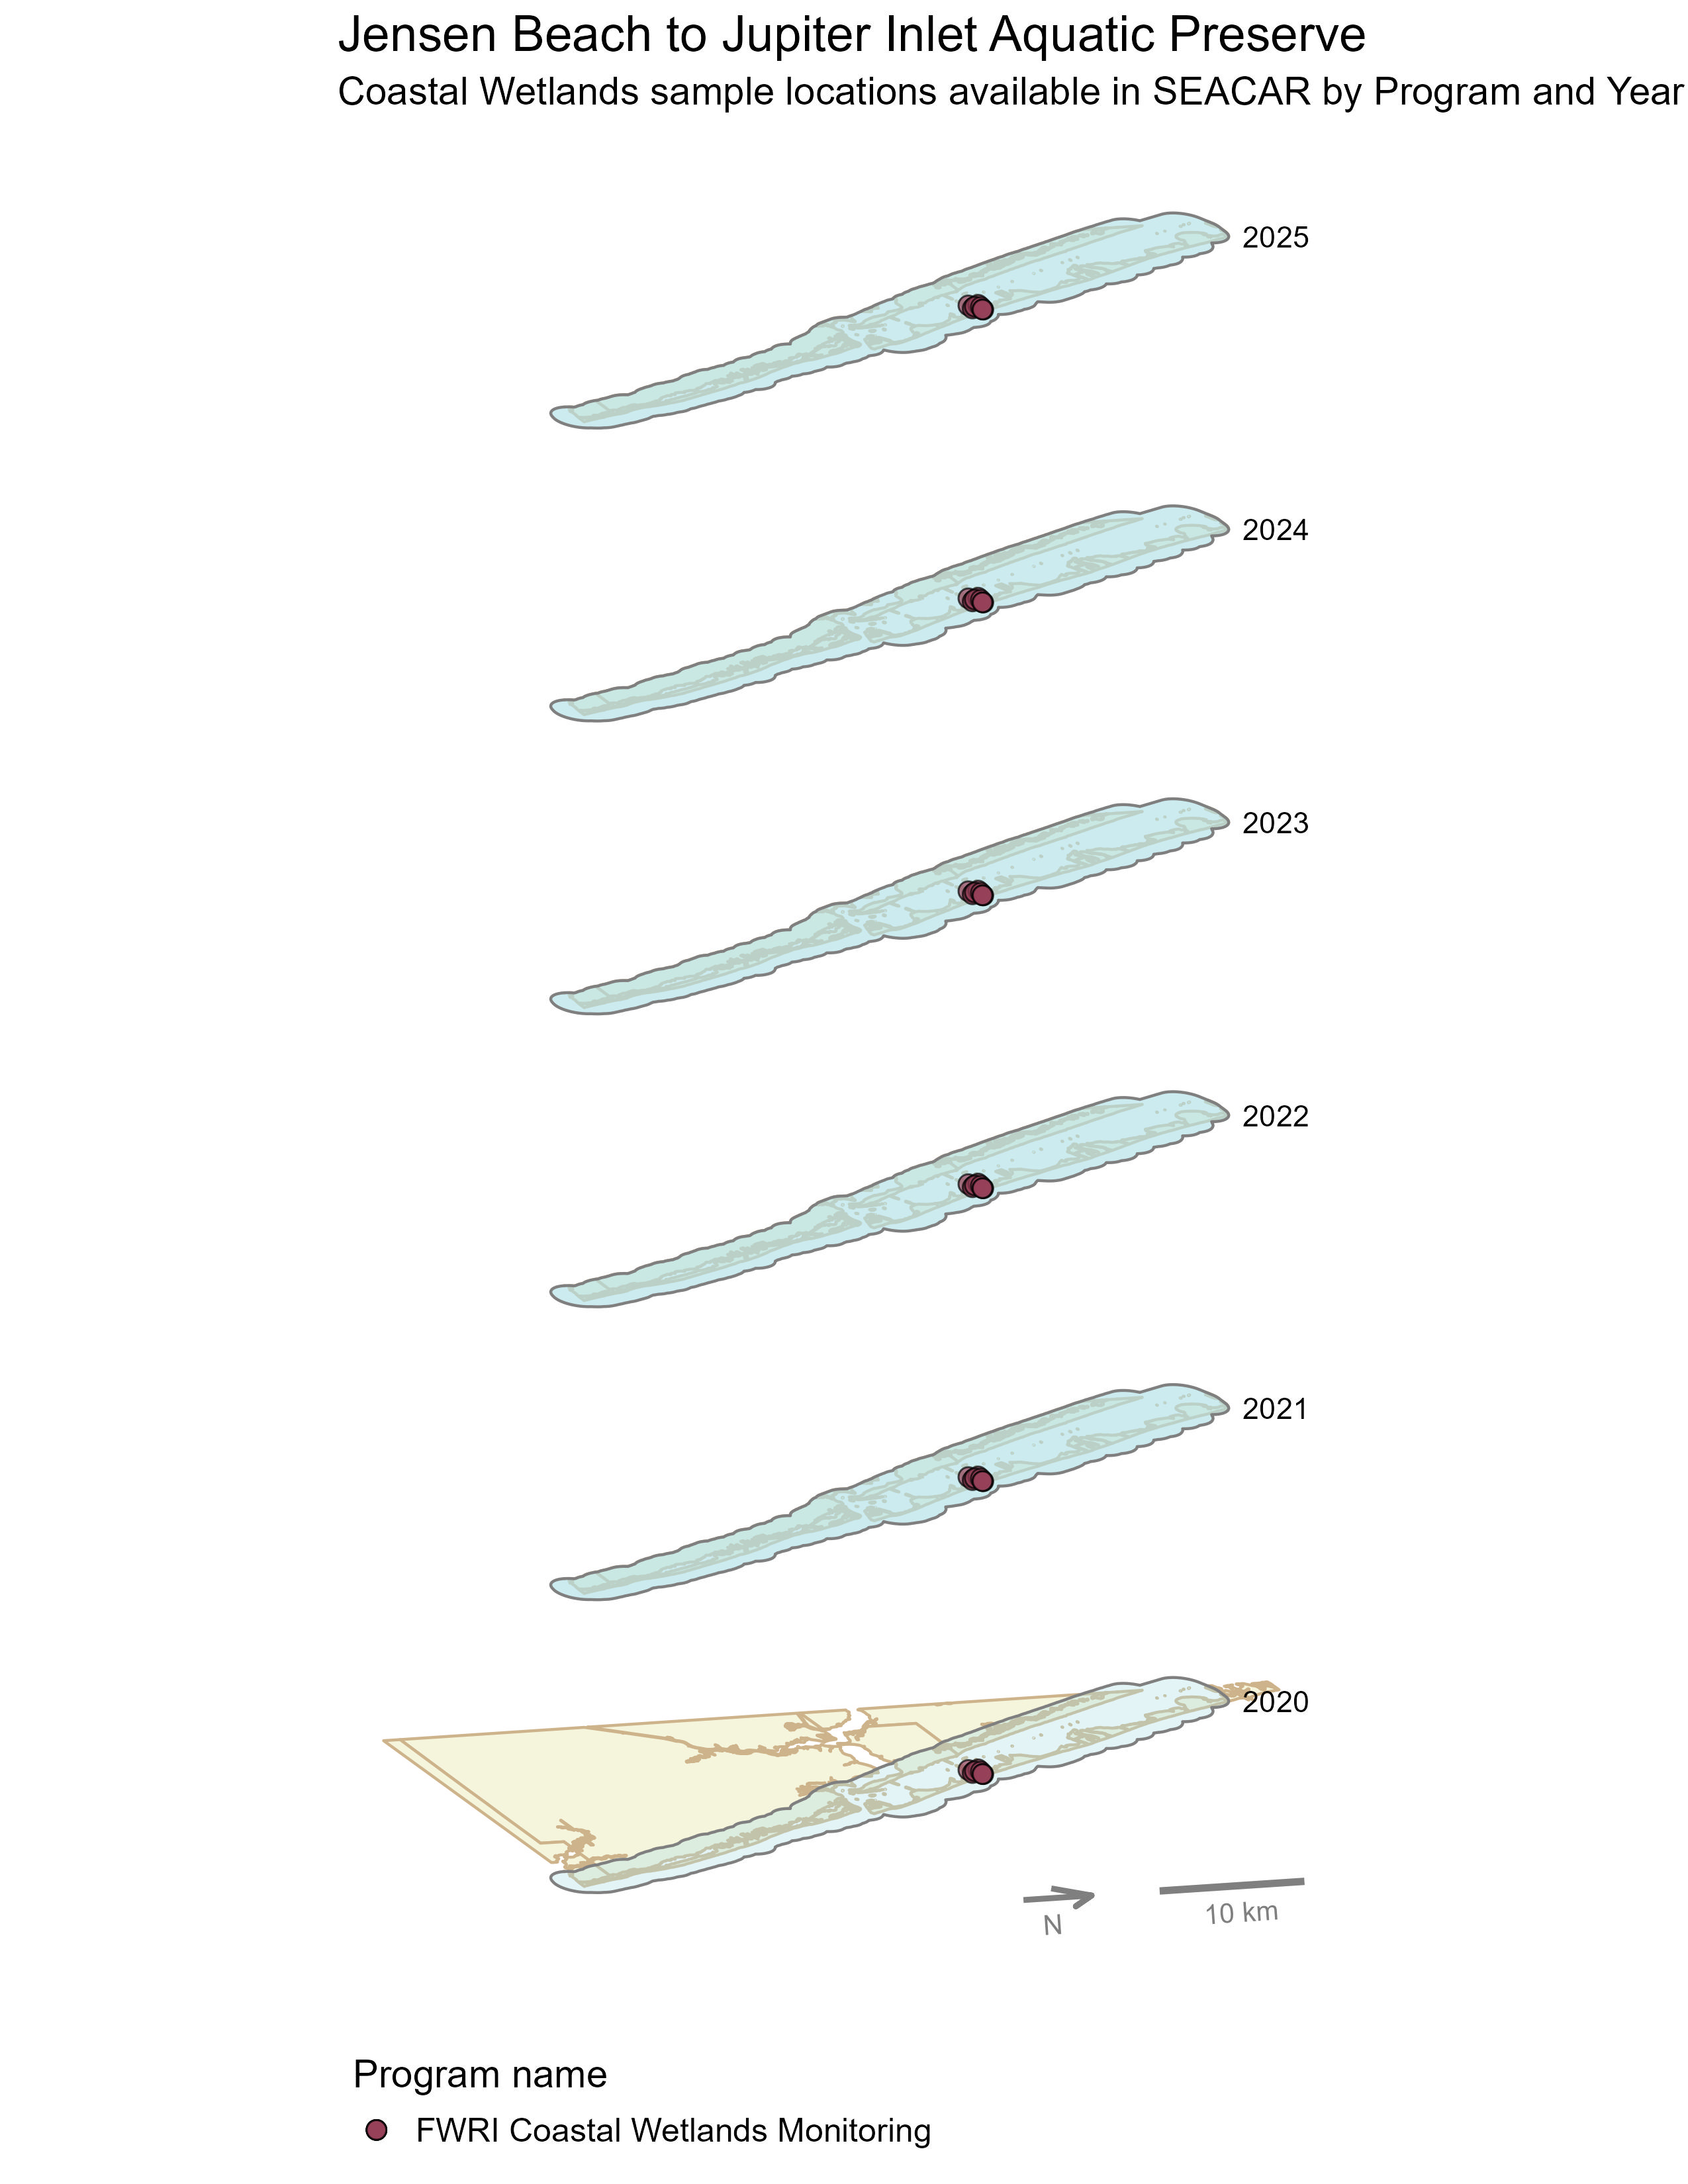 Jensen Beach to Jupiter Inlet Aquatic Preserve
Coastal Wetlands sample locations available in SEACAR by Program and Year
2025
2024
2023
2022
2021
2020
N
10 km
Program name
FWRI Coastal Wetlands Monitoring